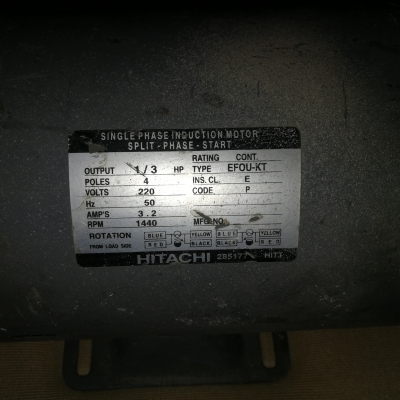 SINGLE PHASE INDUCTION MOTOR
SPLIT - PHASE - START
RATING CONT.
OUTPUT 1/3 HP TYPE EFOU-KT
POLES 4 INS. CL. E
VOLTS 220 CODE P
Hz 50
AMP'S 3.2
RPM 1440 MFG NO.
ROTATION BLUE YELLOW BLUE YELLOW
FROM LOAD SIDE RED BLACK BLACK RED
HITACHI 28517 HITJ